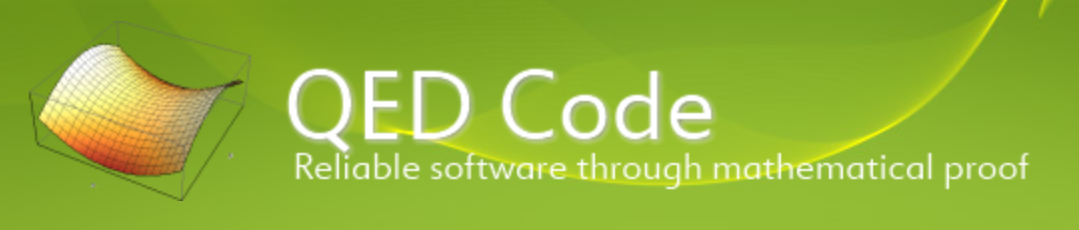 QED Code
Reliable software through mathematical proof